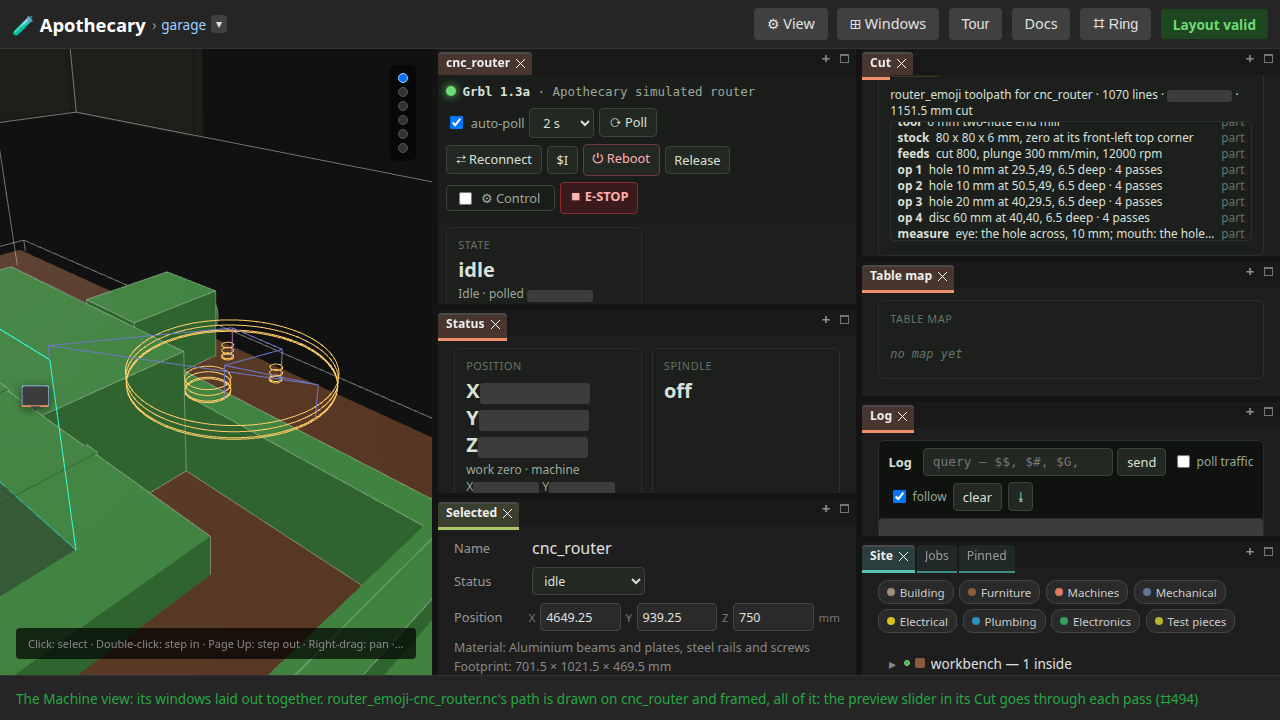 🧪 Apothecary › garage ▾
⚙ View
⊞ Windows
Tour
Docs
⌗ Ring
Layout valid
cnc_router
Grbl 1.3a · Apothecary simulated router
auto-poll
2 s
⟳ Poll
⇄ Reconnect
$I
⏻ Reboot
Release
⚙ Control
■ E-STOP
STATE
idle
Idle · polled
Status
POSITION
X
Y
Z
work zero · machine
X Y
SPINDLE
off
Selected
Name cnc_router
Status idle
Position X 4649.25 Y 939.25 Z 750 mm
Material: Aluminium beams and plates, steel rails and screws
Footprint: 701.5 × 1021.5 × 469.5 mm
Cut
router_emoji toolpath for cnc_router · 1070 lines · ·
1151.5 mm cut
tool 6 mm two-flute end mill part
stock 80 x 80 x 6 mm, zero at its front-left top corner part
feeds cut 800, plunge 300 mm/min, 12000 rpm part
op 1 hole 10 mm at 29.5,49, 6.5 deep · 4 passes part
op 2 hole 10 mm at 50.5,49, 6.5 deep · 4 passes part
op 3 hole 20 mm at 40,29.5, 6.5 deep · 4 passes part
op 4 disc 60 mm at 40,40, 6.5 deep · 4 passes part
measure eye: the hole across, 10 mm; mouth: the hole... part
Table map
TABLE MAP
no map yet
Log
Log
query — $$, $#, $G,
send
poll traffic
follow
clear
⭳
Site
Jobs
Pinned
Building
Furniture
Machines
Mechanical
Electrical
Plumbing
Electronics
Test pieces
▸ workbench — 1 inside
Click: select · Double-click: step in · Page Up: step out · Right-drag: pan ·...
The Machine view: its windows laid out together. router_emoji-cnc_router.nc's path is drawn on cnc_router and framed, all of it: the preview slider in its Cut goes through each pass (⌗494)